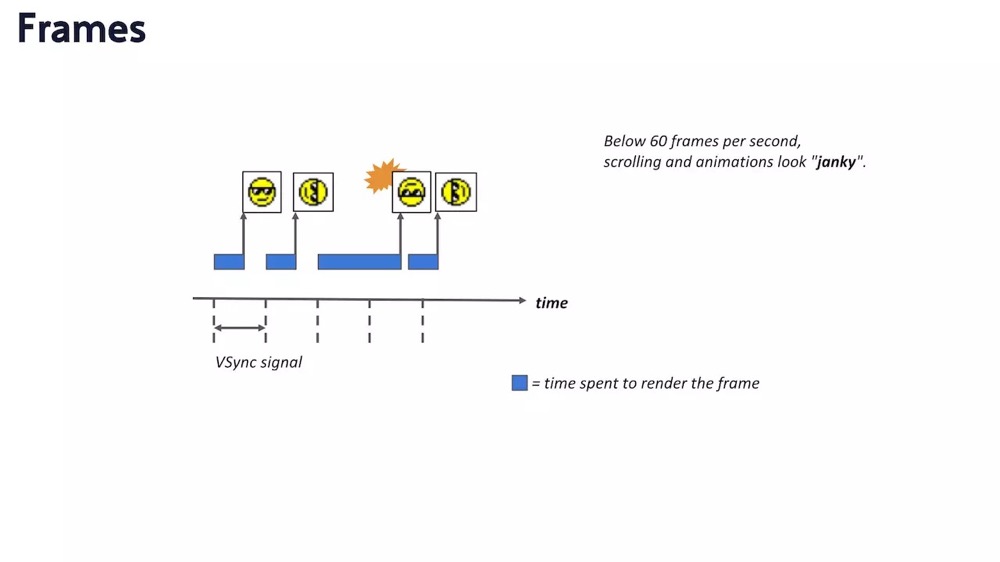 Frames
Below 60 frames per second,
scrolling and animations look "janky".
time
VSync signal
= time spent to render the frame